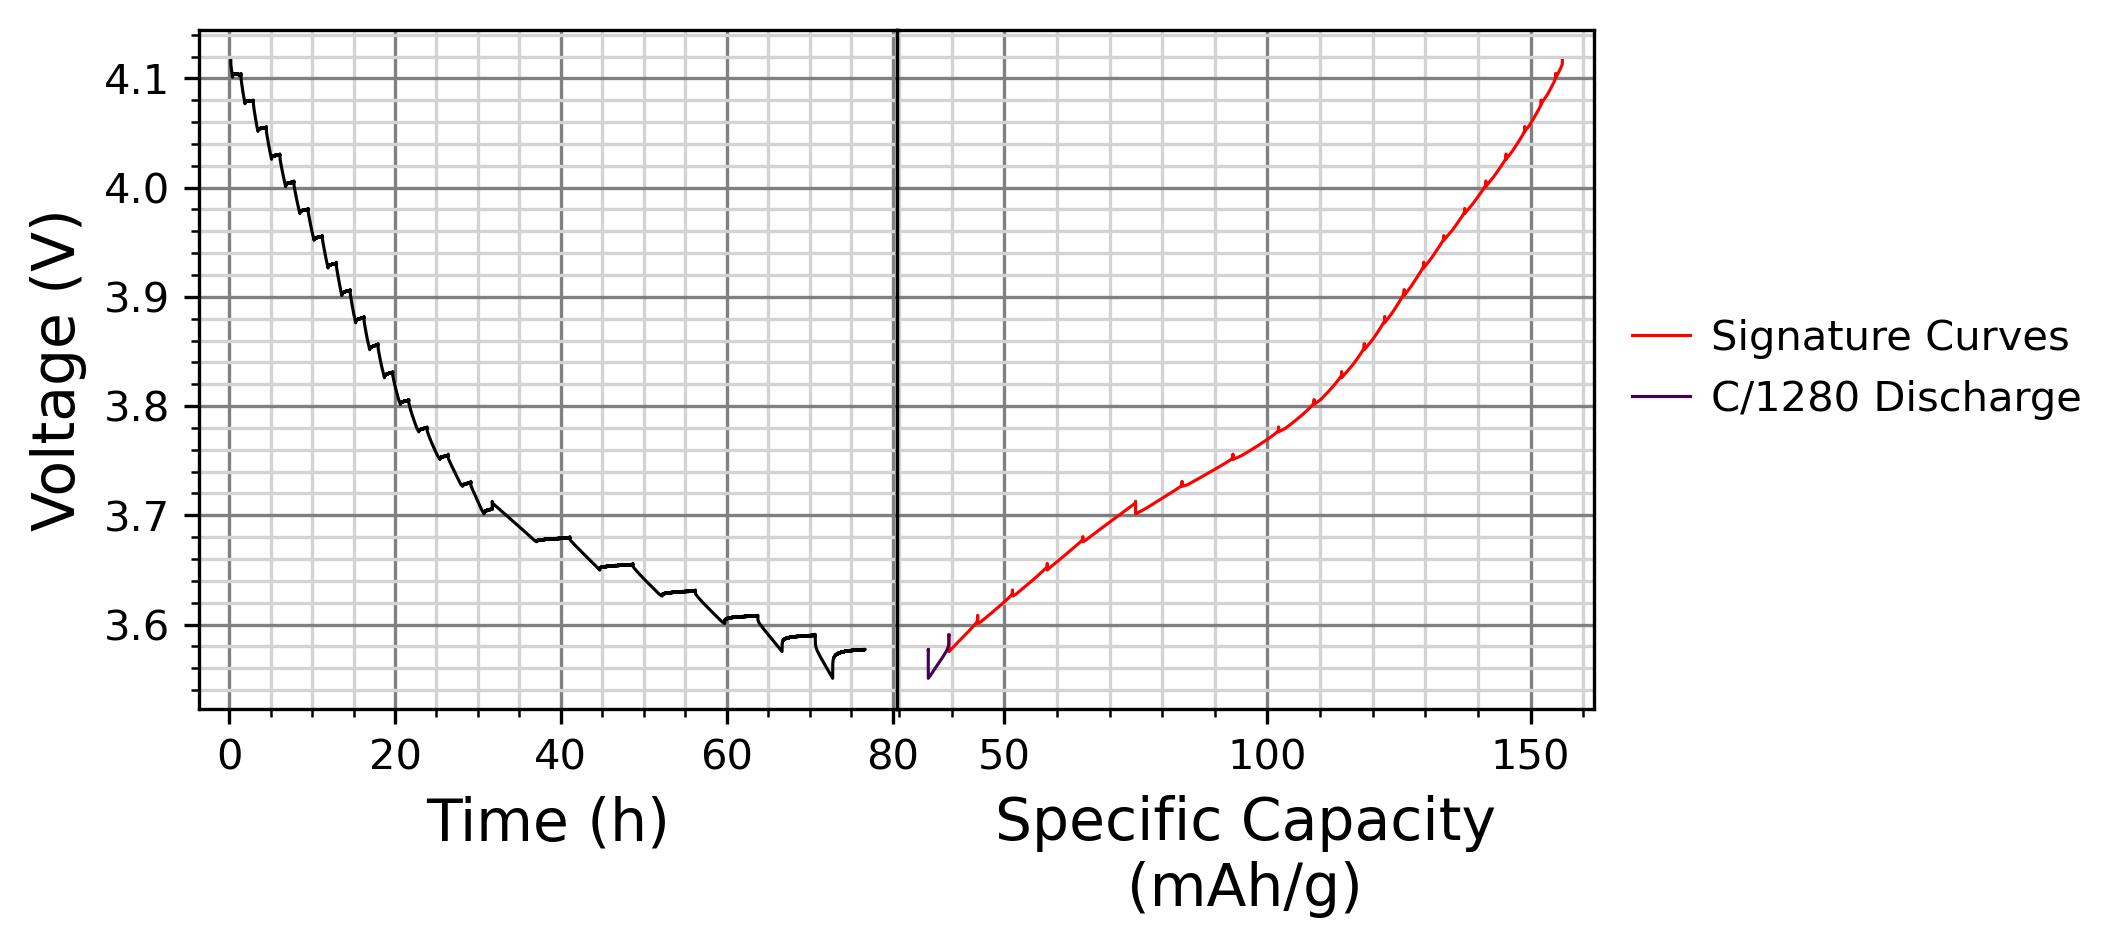 Voltage (V)
4.1
4.0
3.9
3.8
3.7
3.6
0 20 40 60 80 50 100 150
Time (h)
Specific Capacity
(mAh/g)
Signature Curves
C/1280 Discharge